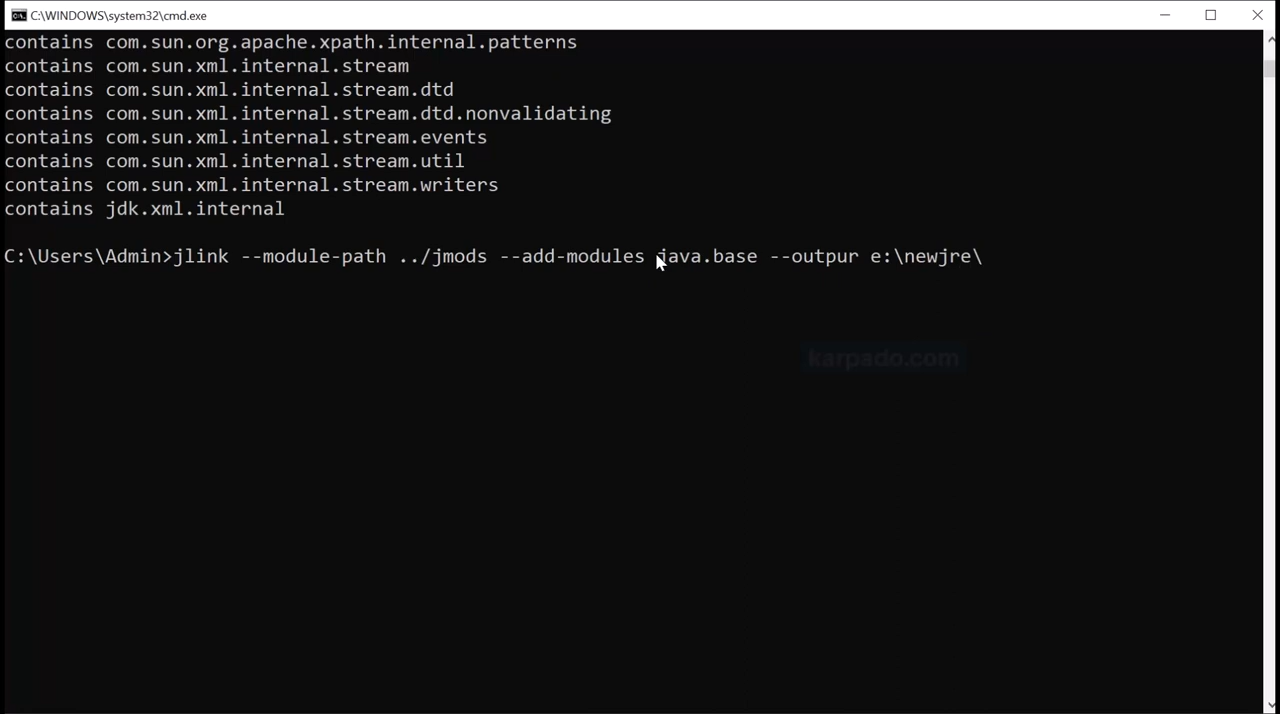 C:\WINDOWS\system32\cmd.exe
contains com.sun.org.apache.xpath.internal.patterns
contains com.sun.xml.internal.stream
contains com.sun.xml.internal.stream.dtd
contains com.sun.xml.internal.stream.dtd.nonvalidating
contains com.sun.xml.internal.stream.events
contains com.sun.xml.internal.stream.util
contains com.sun.xml.internal.stream.writers
contains jdk.xml.internal
C:\Users\Admin>jlink --module-path ../jmods --add-modules java.base --outpur e:\newjre\
karpado.com